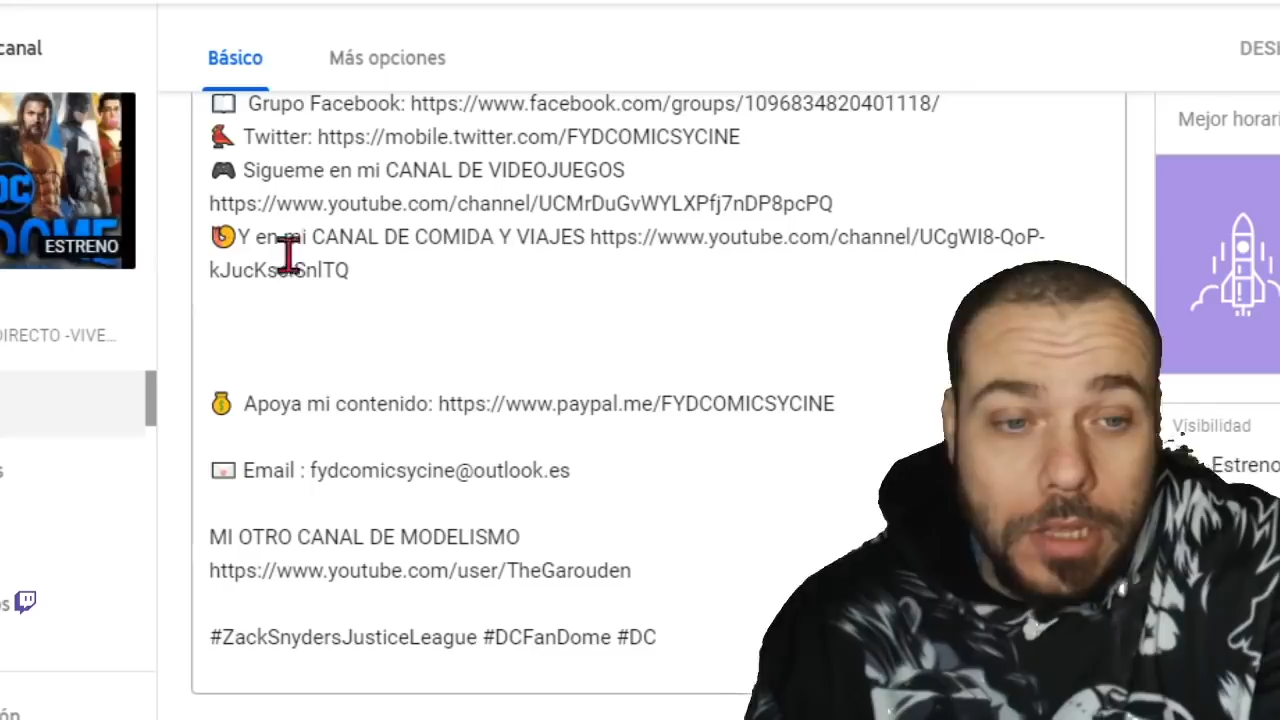 canal
Básico
Más opciones
Grupo Facebook: https://www.facebook.com/groups/1096834820401118/
Twitter: https://mobile.twitter.com/FYDCOMICSYCINE
Sigueme en mi CANAL DE VIDEOJUEGOS
https://www.youtube.com/channel/UCMrDuGvWYLXPfj7nDP8pcPQ
Y en mi CANAL DE COMIDA Y VIAJES https://www.youtube.com/channel/UCgWI8-QoP-
Apoya mi contenido: https://www.paypal.me/FYDCOMICSYCINE
Email : fydcomicsycine@outlook.es
MI OTRO CANAL DE MODELISMO
https://www.youtube.com/user/TheGarouden
#ZackSnydersJusticeLeague #DCFanDome #DC
DC
OME
ESTRENO
DIRECTO -VIVE...
Mejor
Visibilidad
Estreno